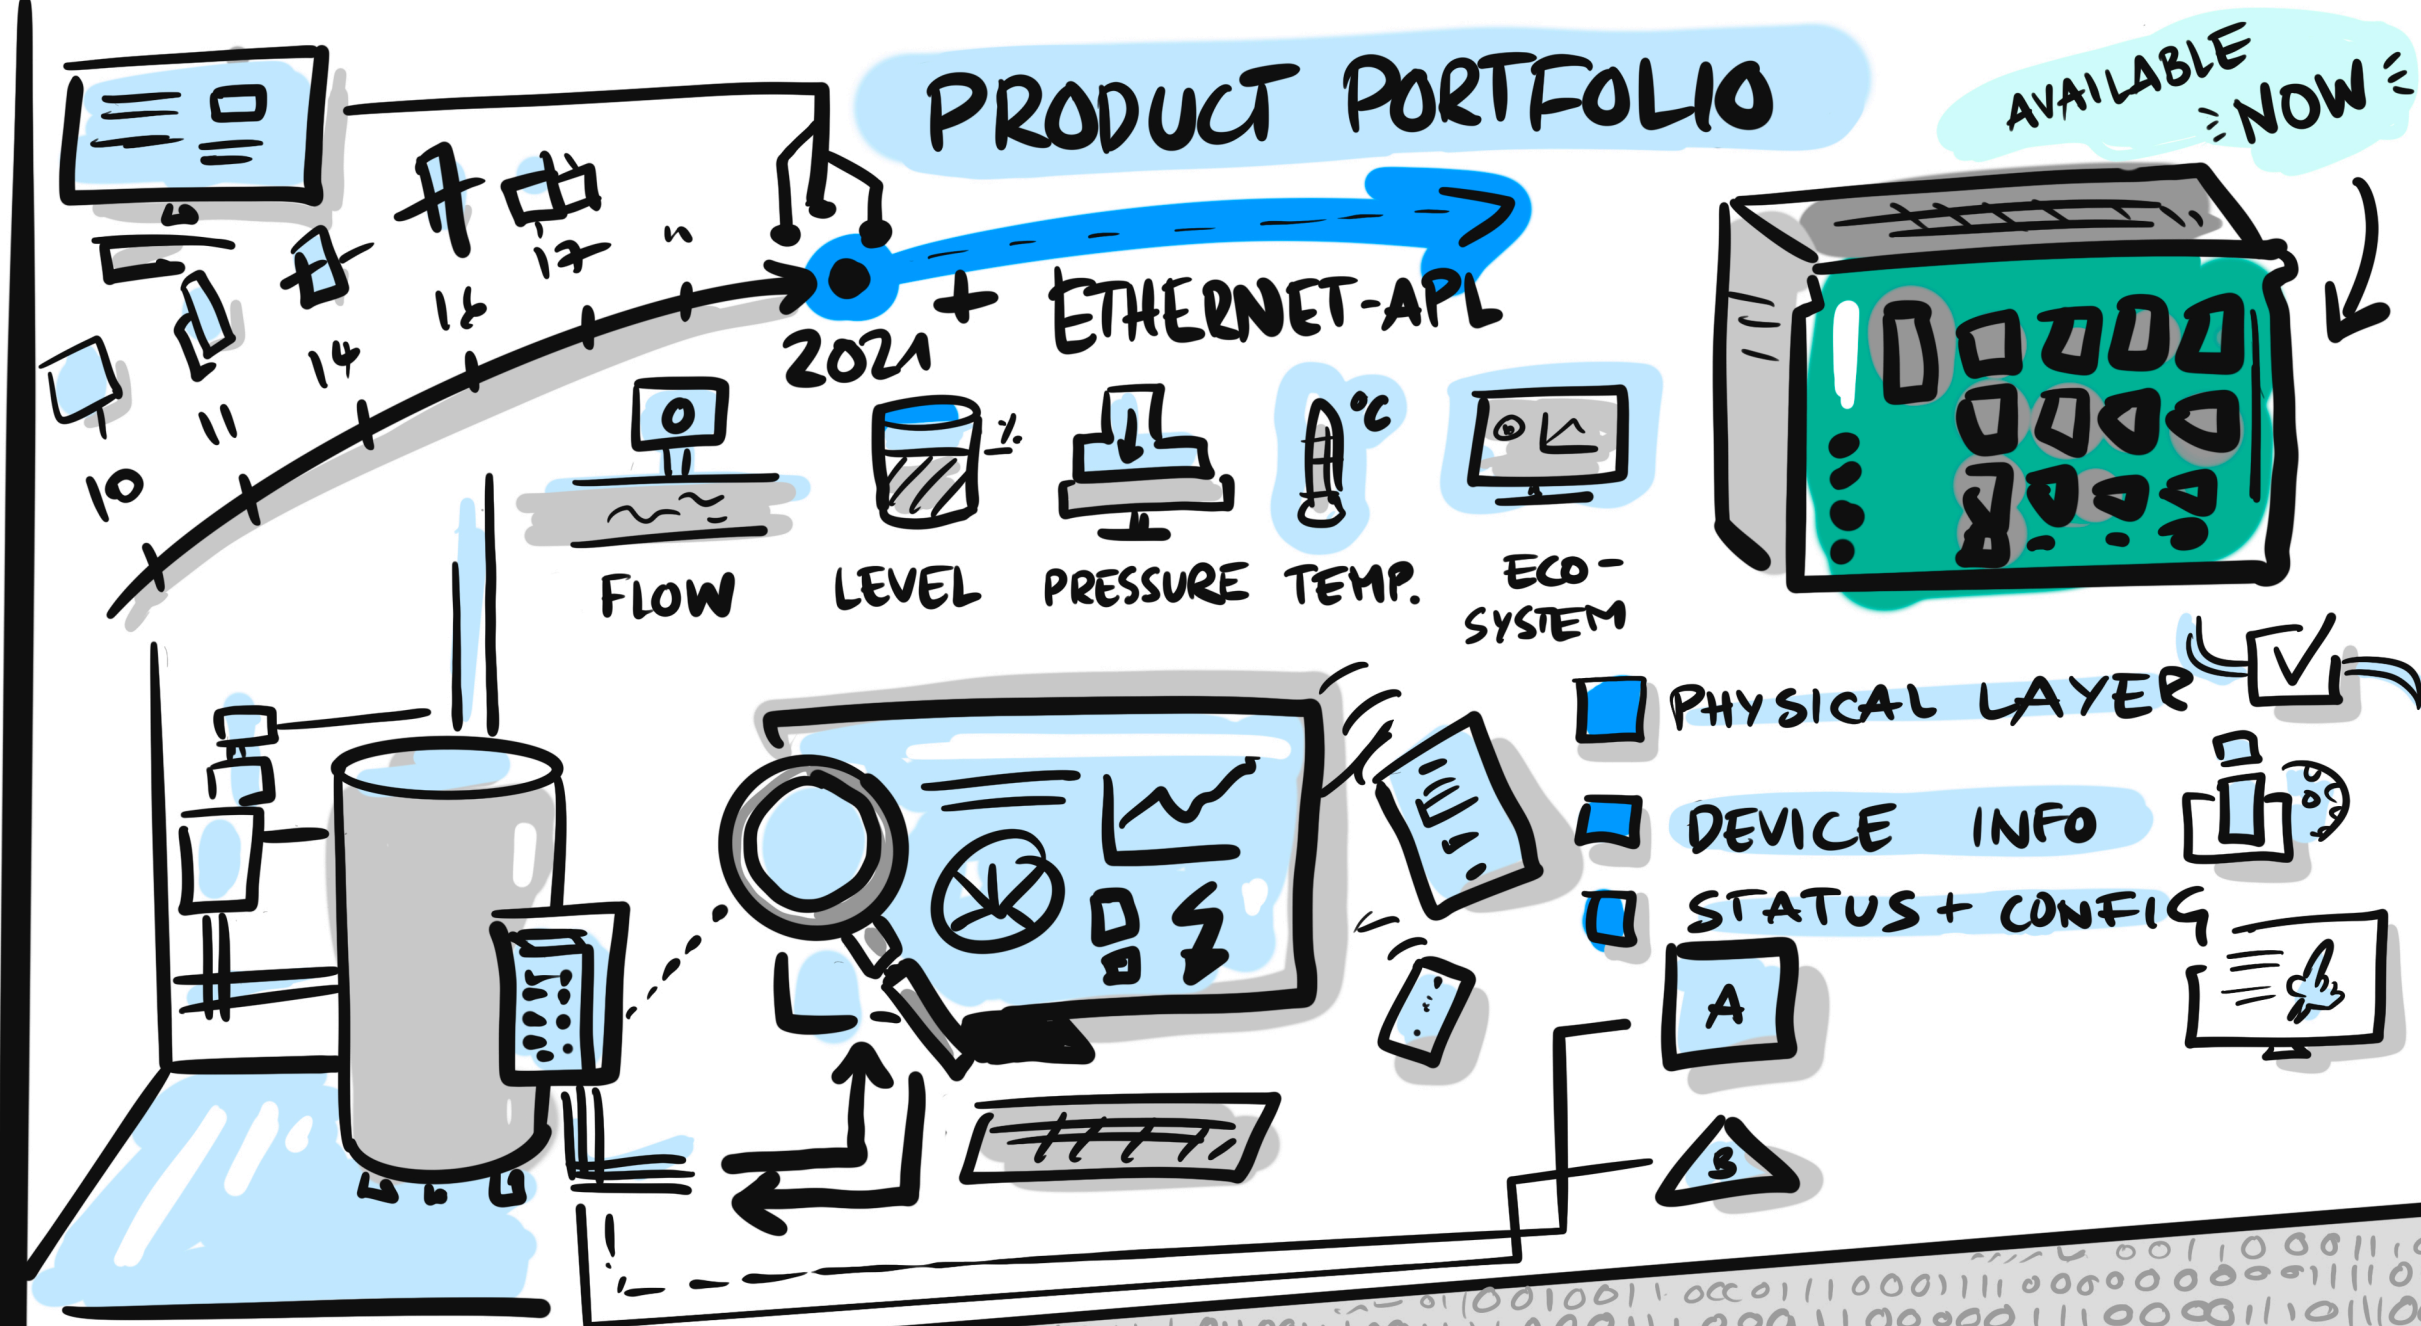 PRODUCT PORTFOLIO
AVAILABLE
NOW
10
11
14
16
17
n
2021
+ ETHERNET-APL
%
°C
FLOW
LEVEL
PRESSURE
TEMP.
ECO-
SYSTEM
PHYSICAL LAYER
DEVICE INFO
STATUS + CONFIG
A
B